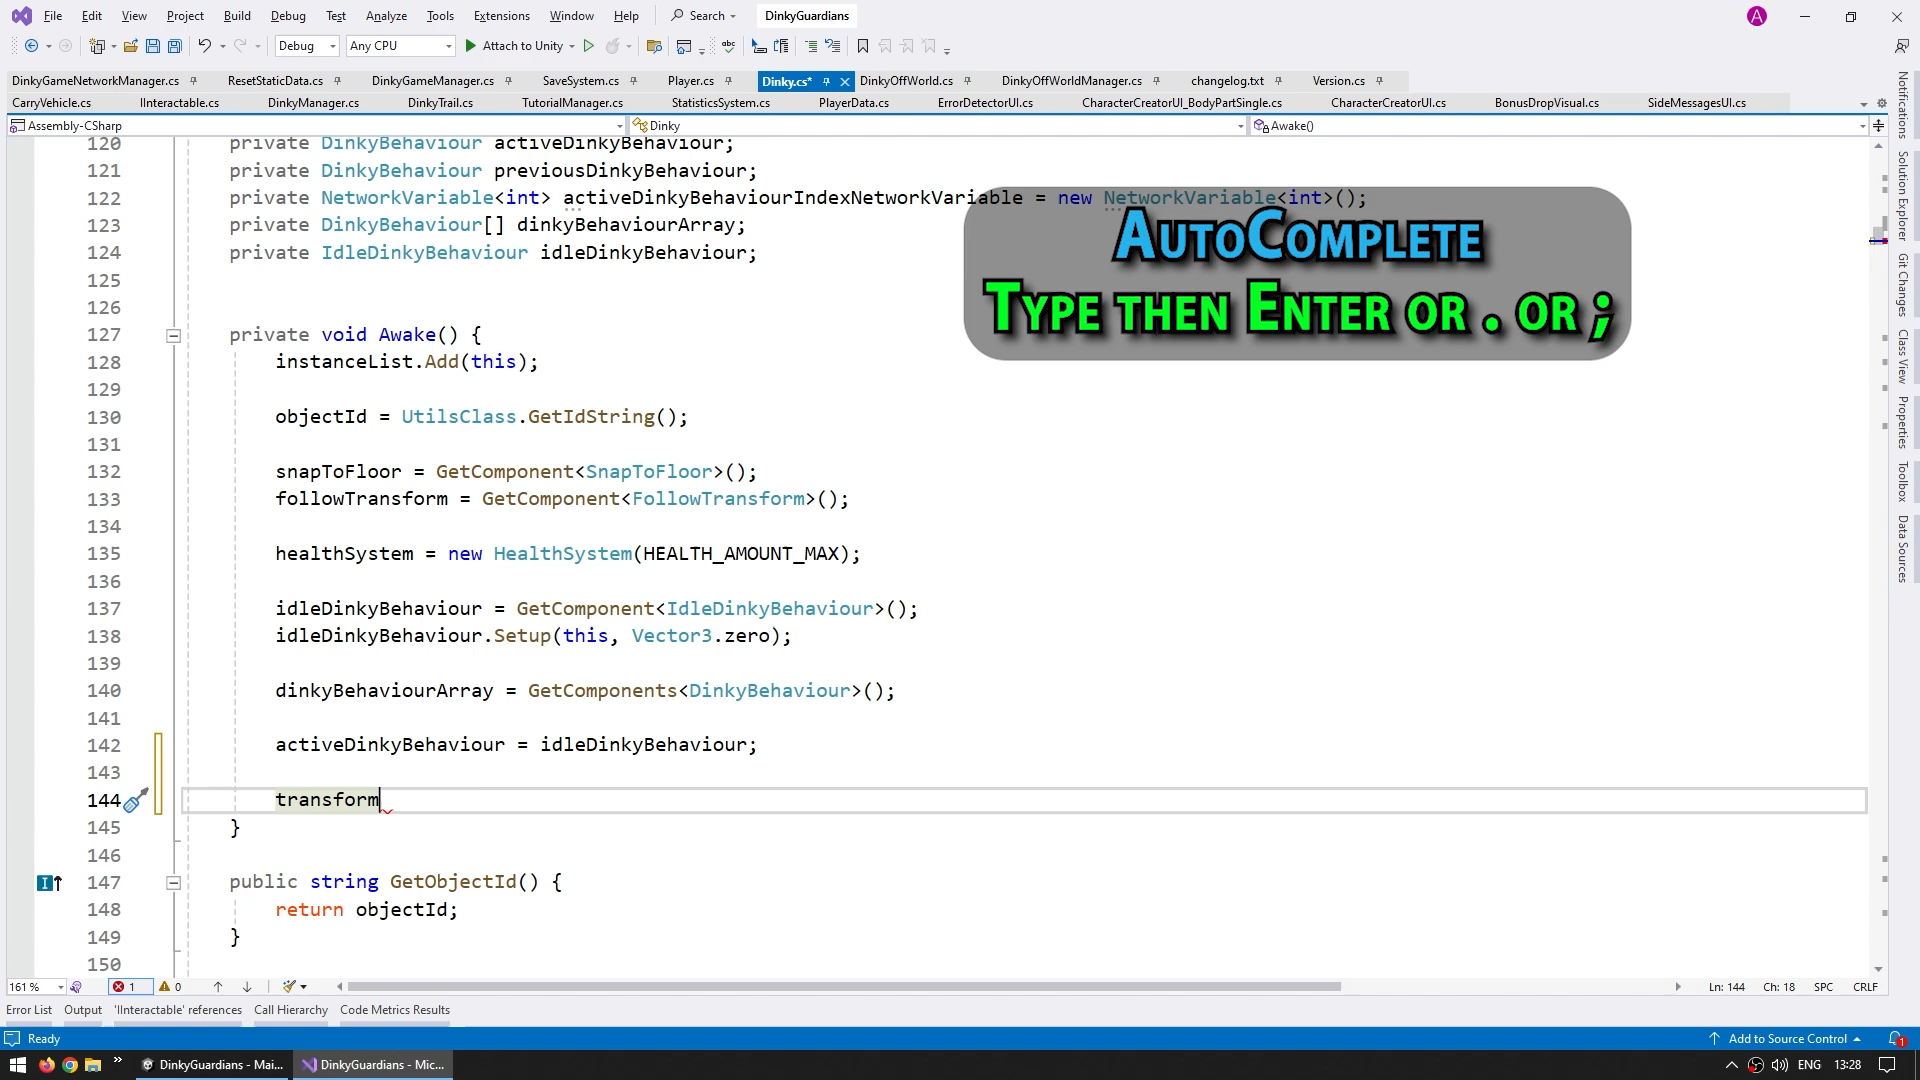 File Edit View Project Build Debug Test Analyze Tools Extensions Window Help Search DinkyGuardians A
Debug Any CPU Attach to Unity abc
DinkyGameNetworkManager.cs ResetStaticData.cs DinkyGameManager.cs SaveSystem.cs Player.cs Dinky.cs* DinkyOffWorld.cs DinkyOffWorldManager.cs changelog.txt Version.cs
CarryVehicle.cs IInteractable.cs DinkyManager.cs DinkyTrail.cs TutorialManager.cs StatisticsSystem.cs PlayerData.cs ErrorDetectorUI.cs CharacterCreatorUI_BodyPartSingle.cs CharacterCreatorUI.cs BonusDropVisual.cs SideMessagesUI.cs
Assembly-CSharp Dinky Awake()
120 private DinkyBehaviour activeDinkyBehaviour;
121 private DinkyBehaviour previousDinkyBehaviour;
122 private NetworkVariable<int> activeDinkyBehaviourIndexNetworkVariable = new NetworkVariable<int>();
123 private DinkyBehaviour[] dinkyBehaviourArray;
124 private IdleDinkyBehaviour idleDinkyBehaviour;
125
126
127 private void Awake() {
128 instanceList.Add(this);
129
130 objectId = UtilsClass.GetIdString();
131
132 snapToFloor = GetComponent<SnapToFloor>();
133 followTransform = GetComponent<FollowTransform>();
134
135 healthSystem = new HealthSystem(HEALTH_AMOUNT_MAX);
136
137 idleDinkyBehaviour = GetComponent<IdleDinkyBehaviour>();
138 idleDinkyBehaviour.Setup(this, Vector3.zero);
139
140 dinkyBehaviourArray = GetComponents<DinkyBehaviour>();
141
142 activeDinkyBehaviour = idleDinkyBehaviour;
143
144 transform
145 }
146
147 public string GetObjectId() {
148 return objectId;
149 }
150
AutoComplete
Type then Enter or . or ;
Notifications
Solution Explorer
Git Changes
Class View
Properties
Toolbox
Data Sources
161 % 1 0 Ln: 144 Ch: 18 SPC CRLF
Error List Output 'IInteractable' references Call Hierarchy Code Metrics Results
Ready Add to Source Control 1
DinkyGuardians - Mai... DinkyGuardians - Mic... ENG 13:28